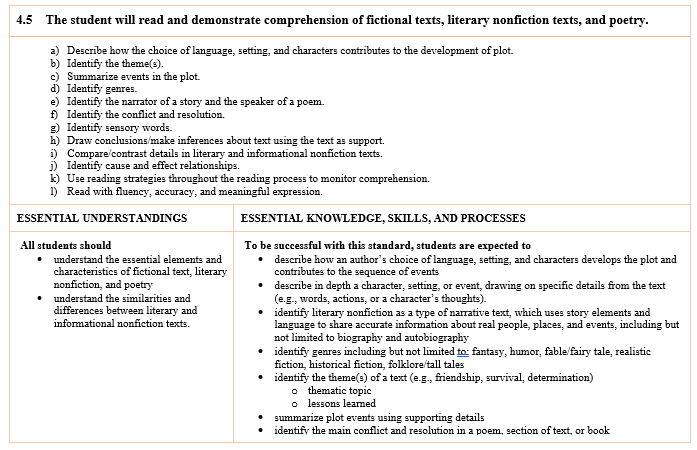 4.5 The student will read and demonstrate comprehension of fictional texts, literary nonfiction texts, and poetry.
a) Describe how the choice of language, setting, and characters contributes to the development of plot.
b) Identify the theme(s).
c) Summarize events in the plot.
d) Identify genres.
e) Identify the narrator of a story and the speaker of a poem.
f) Identify the conflict and resolution.
g) Identify sensory words.
h) Draw conclusions/make inferences about text using the text as support.
i) Compare/contrast details in literary and informational nonfiction texts.
j) Identify cause and effect relationships.
k) Use reading strategies throughout the reading process to monitor comprehension.
l) Read with fluency, accuracy, and meaningful expression.
ESSENTIAL UNDERSTANDINGS
All students should
• understand the essential elements and
characteristics of fictional text, literary
nonfiction, and poetry
• understand the similarities and
differences between literary and
informational nonfiction texts.
ESSENTIAL KNOWLEDGE, SKILLS, AND PROCESSES
To be successful with this standard, students are expected to
• describe how an author's choice of language, setting, and characters develops the plot and
contributes to the sequence of events
• describe in depth a character, setting, or event, drawing on specific details from the text
(e.g., words, actions, or a character's thoughts).
• identify literary nonfiction as a type of narrative text, which uses story elements and
language to share accurate information about real people, places, and events, including but
not limited to biography and autobiography
• identify genres including but not limited to: fantasy, humor, fable/fairy tale, realistic
fiction, historical fiction, folklore/tall tales
• identify the theme(s) of a text (e.g., friendship, survival, determination)
o thematic topic
o lessons learned
• summarize plot events using supporting details
• identify the main conflict and resolution in a poem, section of text, or book